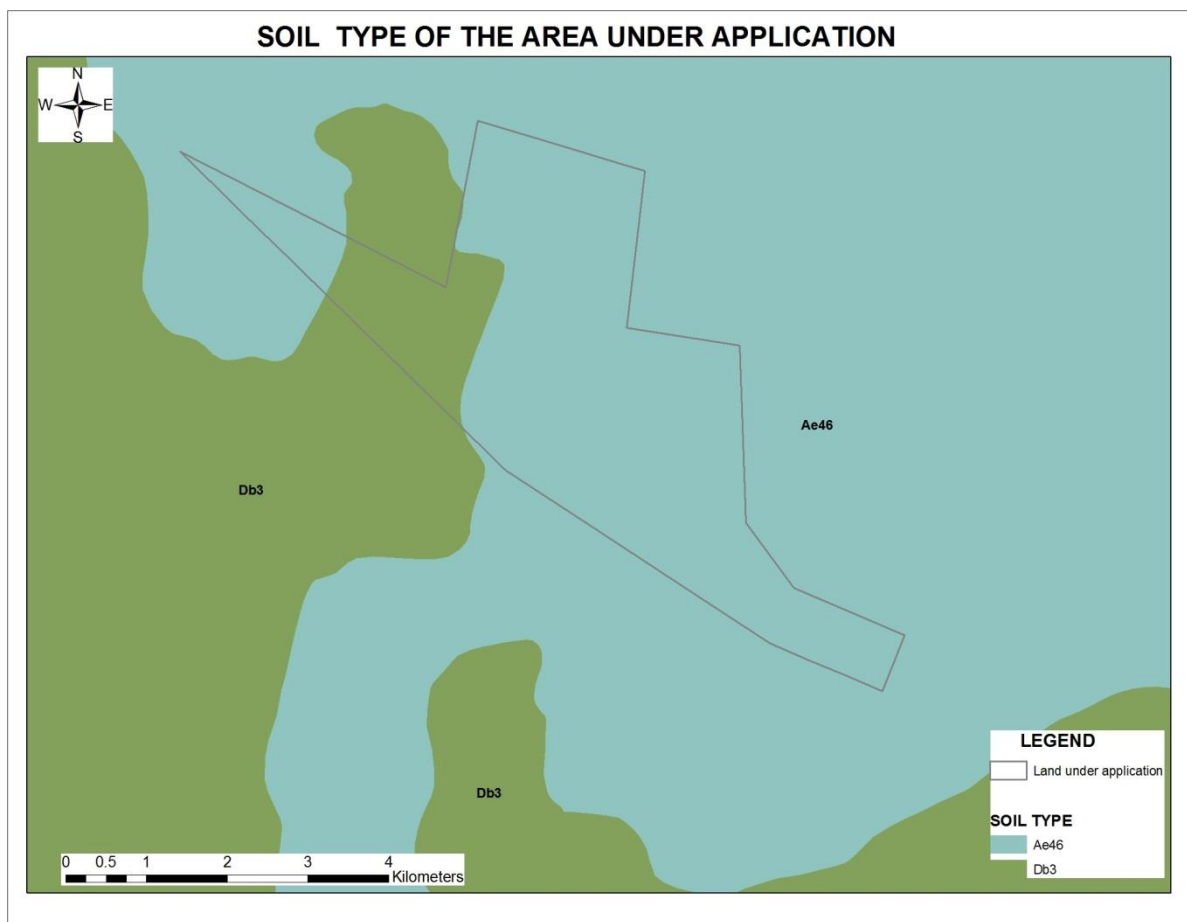 SOIL TYPE OF THE AREA UNDER APPLICATION
N
W E
S
Ae46
Db3
Db3
LEGEND
Land under application
SOIL TYPE
Ae46
Db3
0 0.5 1 2 3 4
Kilometers